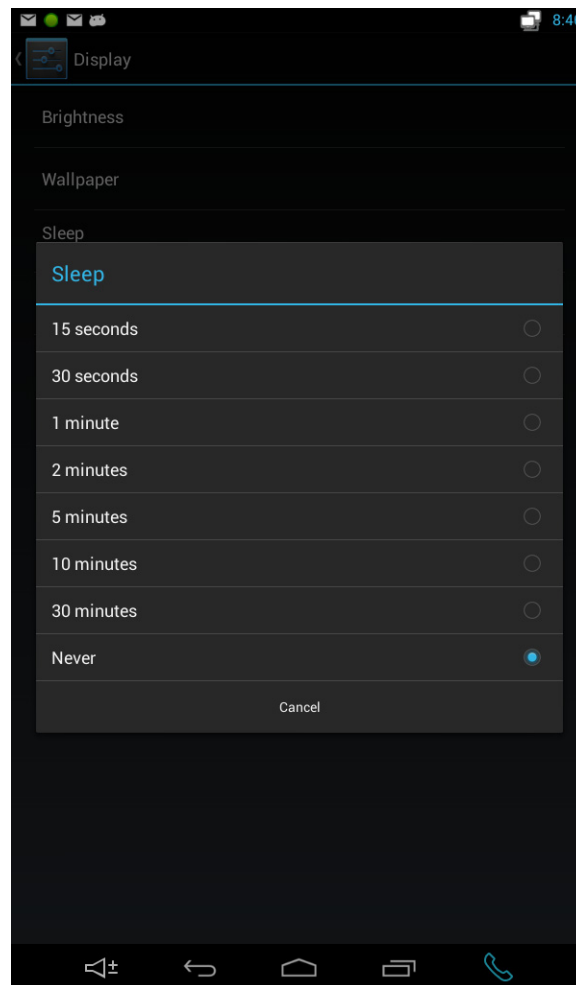 8:40
Display
Brightness
Wallpaper
Sleep
Sleep
15 seconds
30 seconds
1 minute
2 minutes
5 minutes
10 minutes
30 minutes
Never
Cancel